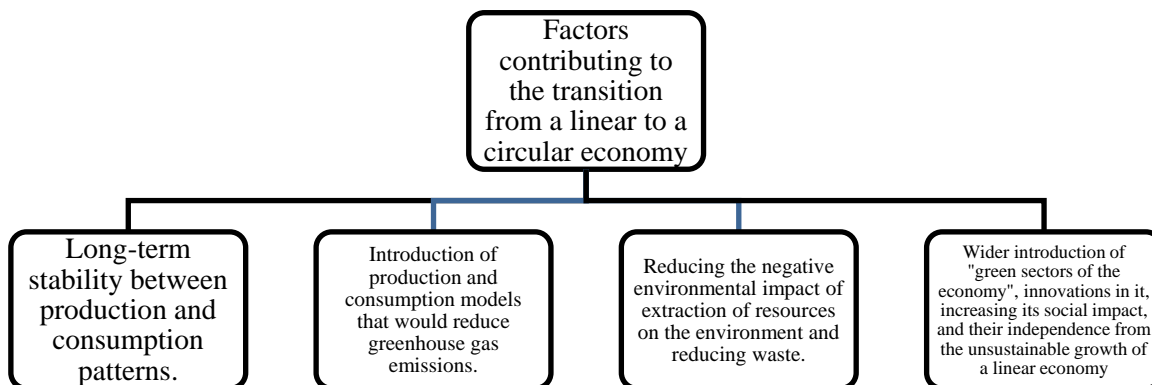 Factors
contributing to
the transition
from a linear to a
circular economy
Long-term
stability between
production and
consumption
patterns.
Introduction of
production and
consumption models
that would reduce
greenhouse gas
emissions.
Reducing the negative
environmental impact of
extraction of resources
on the environment and
reducing waste.
Wider introduction of
"green sectors of the
economy", innovations in it,
increasing its social impact,
and their independence from
the unsustainable growth of
a linear economy